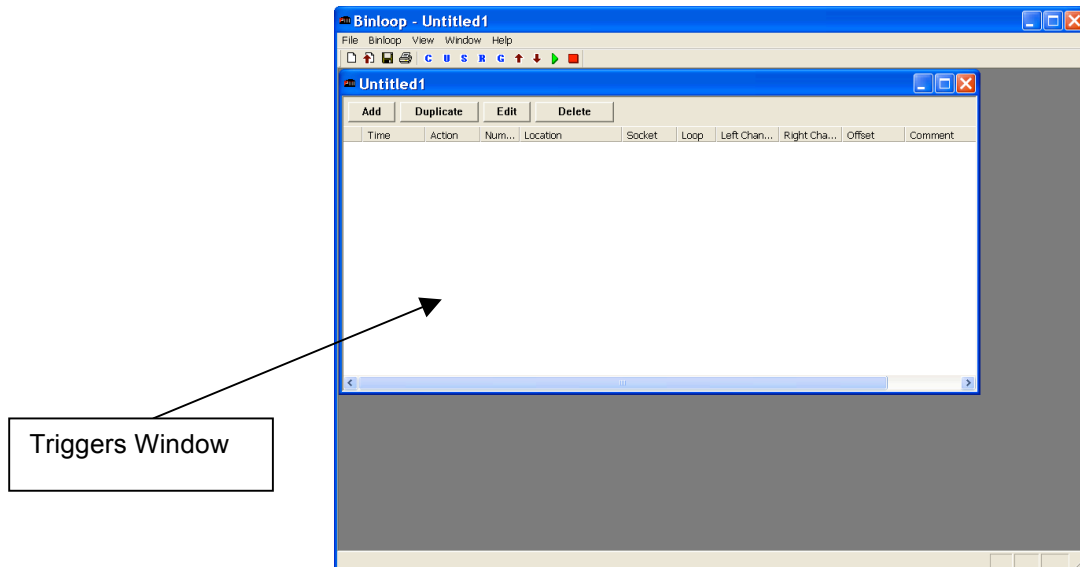 Binloop - Untitled1
File Binloop View Window Help
C U S R G
Untitled1
Add Duplicate Edit Delete
Time Action Num... Location Socket Loop Left Chan... Right Cha... Offset Comment
Triggers Window